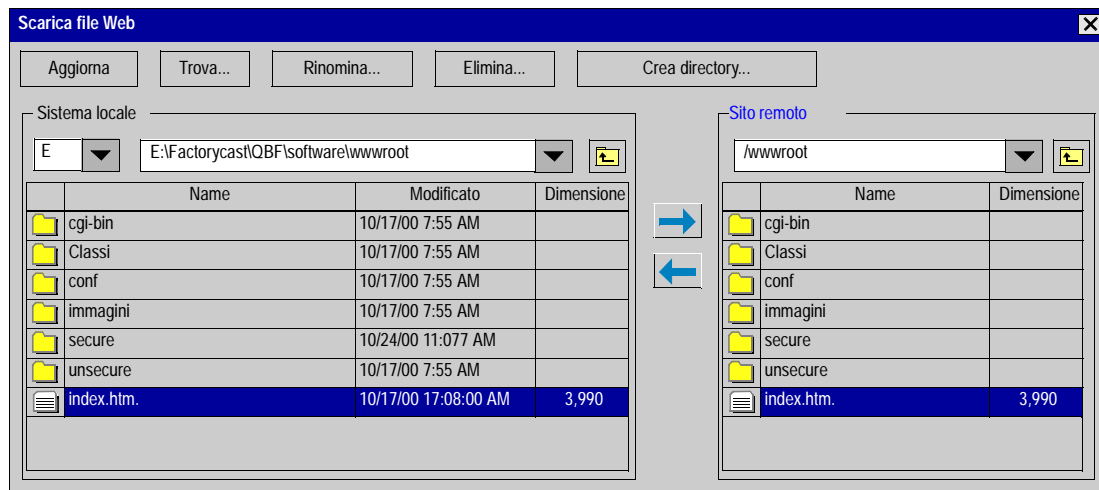 Scarica file Web
Aggiorna Trova... Rinomina... Elimina... Crea directory...
Sistema locale
E E:\Factorycast\QBF\software\wwwroot
Name Modificato Dimensione
cgi-bin 10/17/00 7:55 AM
Classi 10/17/00 7:55 AM
conf 10/17/00 7:55 AM
immagini 10/17/00 7:55 AM
secure 10/24/00 11:077 AM
unsecure 10/17/00 7:55 AM
index.htm. 10/17/00 17:08:00 AM 3,990
Sito remoto
/wwwroot
Name Dimensione
cgi-bin
Classi
conf
immagini
secure
unsecure
index.htm. 3,990